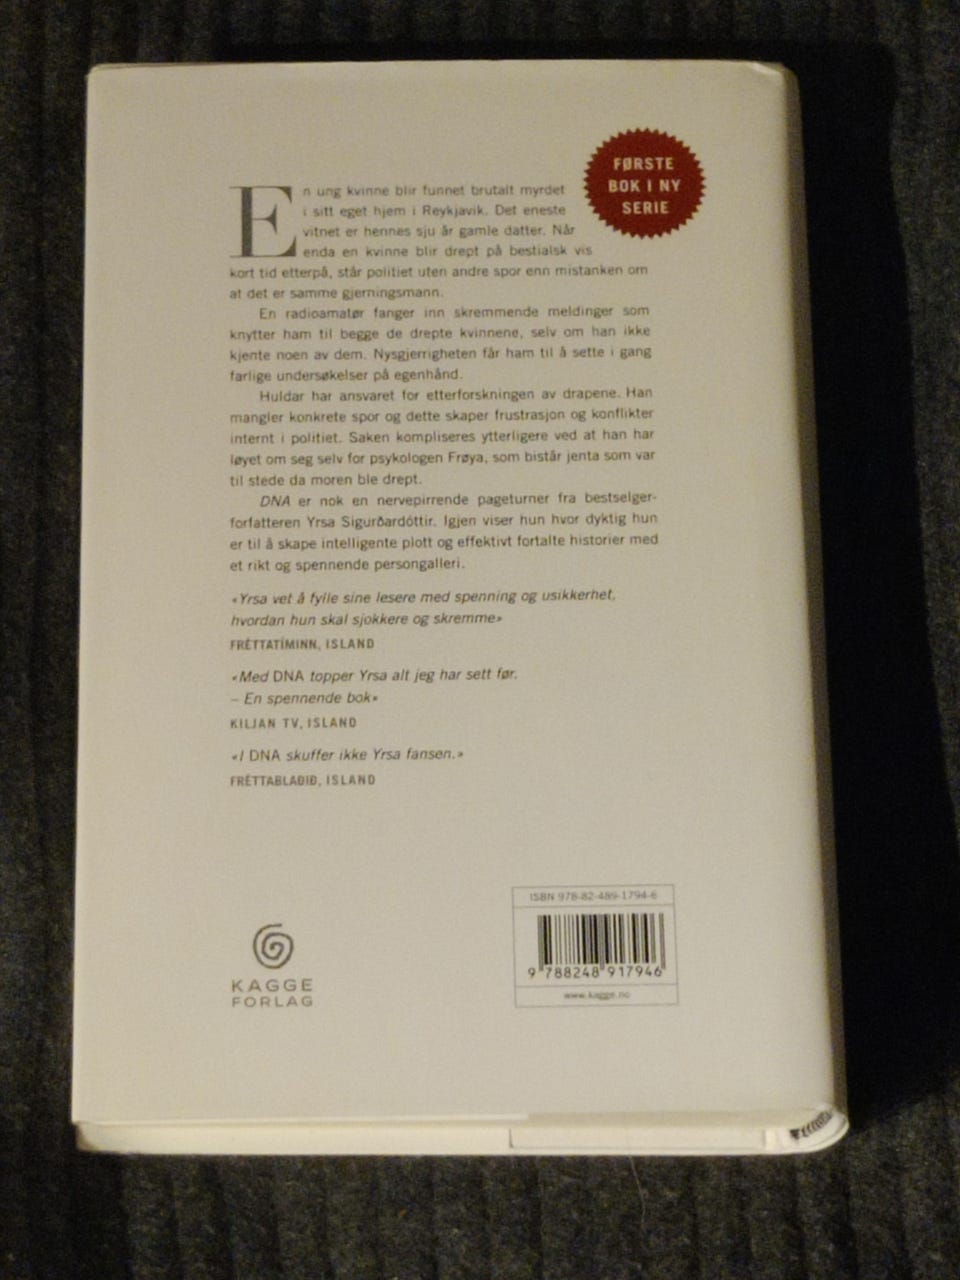 FØRSTE
BOK I NY
SERIE
En ung kvinne blir funnet brutalt myrdet
i sitt eget hjem i Reykjavik. Det eneste
vitnet er hennes sju år gamle datter. Når
enda en kvinne blir drept på bestialsk vis
kort tid etterpå, står politiet uten andre spor enn mistanken om
at det er samme gjerningsmann.
En radioamatør fanger inn skremmende meldinger som
knytter ham til begge de drepte kvinnene, selv om han ikke
kjente noen av dem. Nysgjerrigheten får ham til å sette i gang
farlige undersøkelser på egenhånd.
Huldar har ansvaret for etterforskningen av drapene. Han
mangler konkrete spor og dette skaper frustrasjon og konflikter
internt i politiet. Saken kompliseres ytterligere ved at han har
løyet om seg selv for psykologen Frøya, som bistår jenta som var
til stede da moren ble drept.
DNA er nok en nervepirrende pageturner fra bestselger-
forfatteren Yrsa Sigurðardóttir. Igjen viser hun hvor dyktig hun
er til å skape intelligente plott og effektivt fortalte historier med
et rikt og spennende persongalleri.
«Yrsa vet å fylle sine lesere med spenning og usikkerhet,
hvordan hun skal sjokkere og skremme»
FRÉTTATÍMINN, ISLAND
«Med DNA topper Yrsa alt jeg har sett før.
– En spennende bok»
KILJAN TV, ISLAND
«I DNA skuffer ikke Yrsa fansen.»
FRÉTTABLAÐIÐ, ISLAND
ISBN 978-82-489-1794-6
9 788248 917946
www.kagge.no
KAGGE
FORLAG